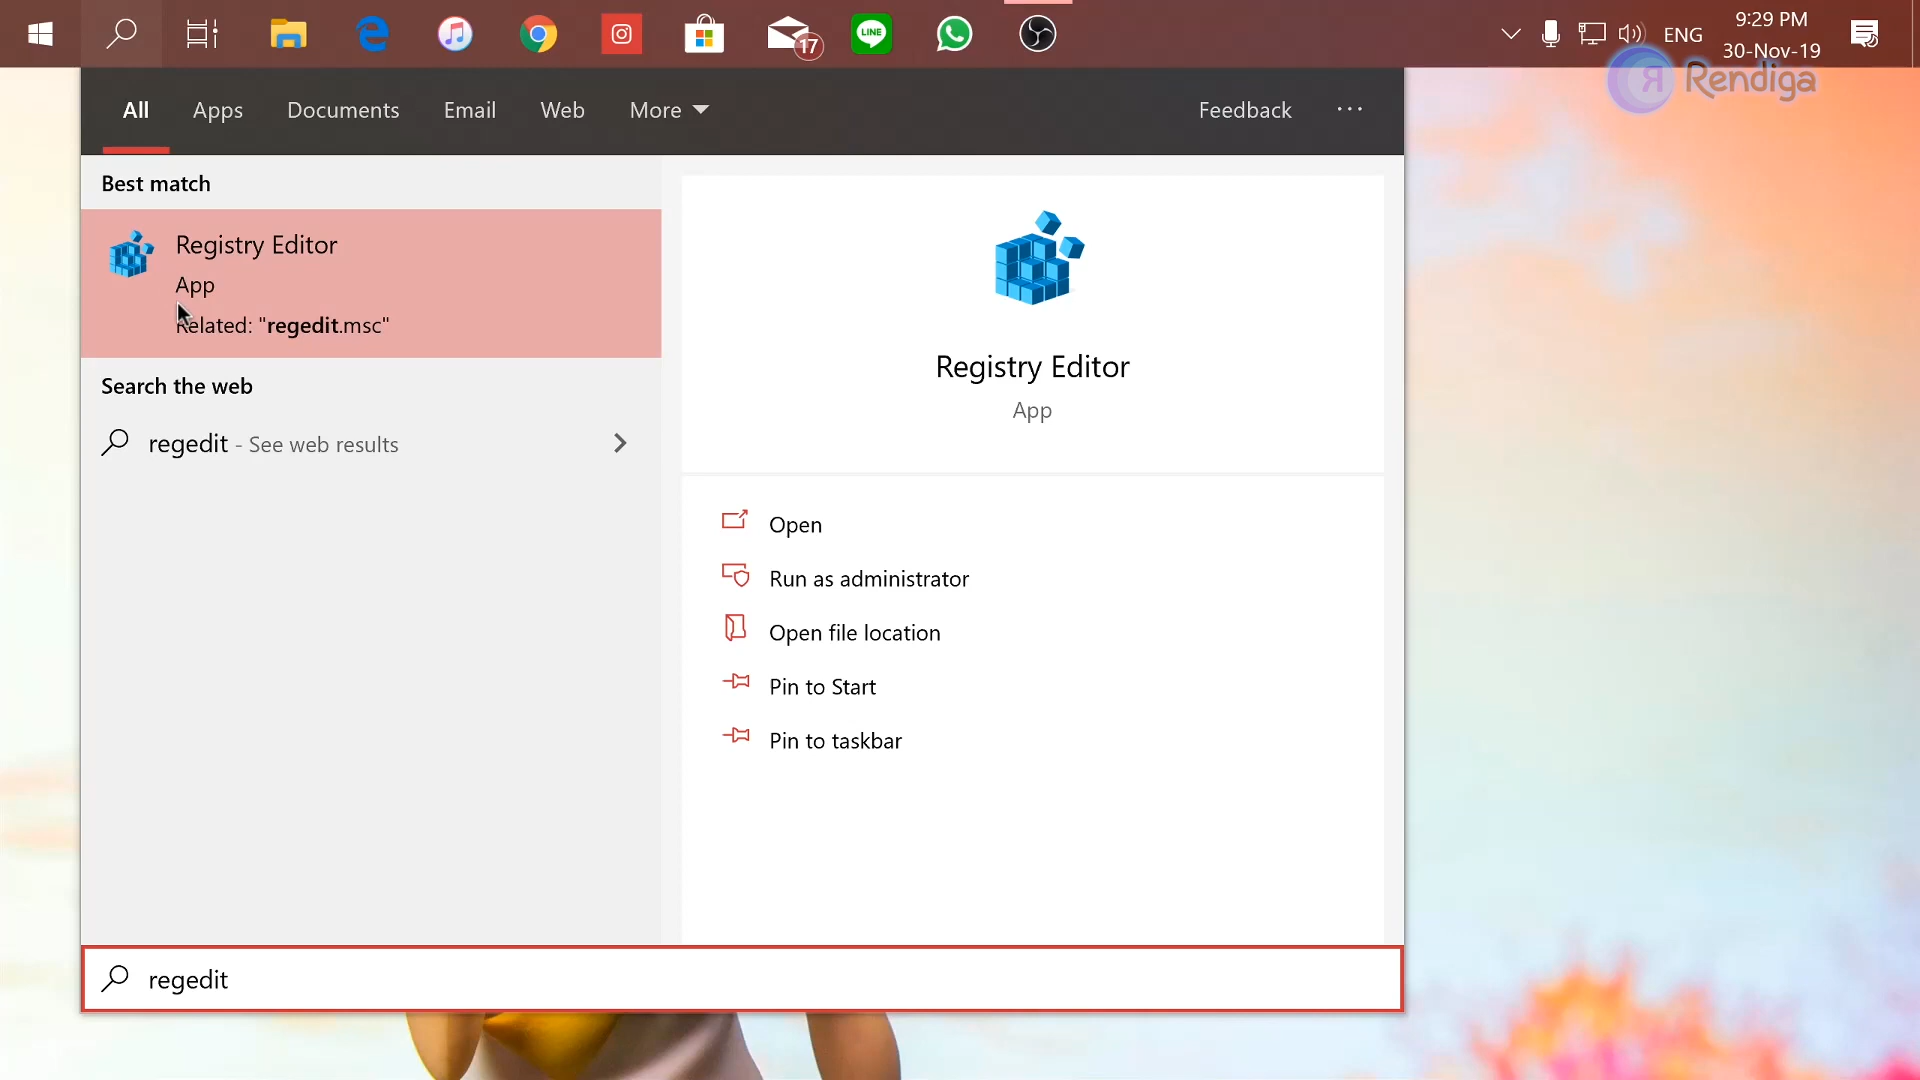 17
LINE
ENG
9:29 PM
30-Nov-19
R Rendiga
All Apps Documents Email Web More Feedback ...
Best match
Registry Editor
App
Related: "regedit.msc"
Search the web
regedit - See web results
Registry Editor
App
Open
Run as administrator
Open file location
Pin to Start
Pin to taskbar
regedit